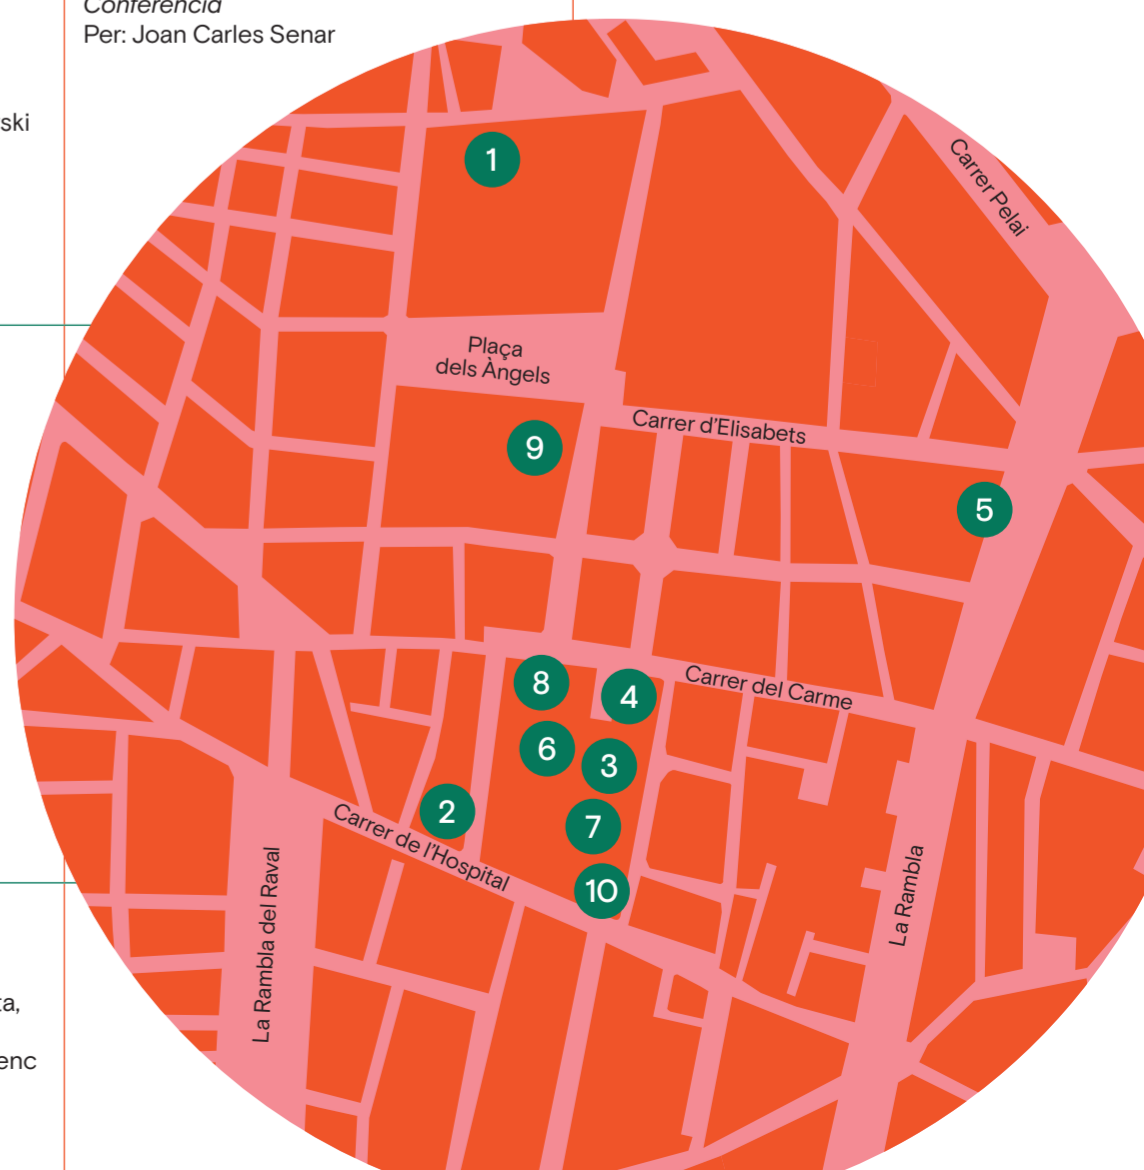 Conferència
Per: Joan Carles Senar
ski
1
Carrer Pelai
Plaça
dels Àngels
Carrer d'Elisabets
9
5
8
4
Carrer del Carme
6
3
2
7
Carrer de l'Hospital
10
La Rambla
La Rambla del Raval
ta,
enc